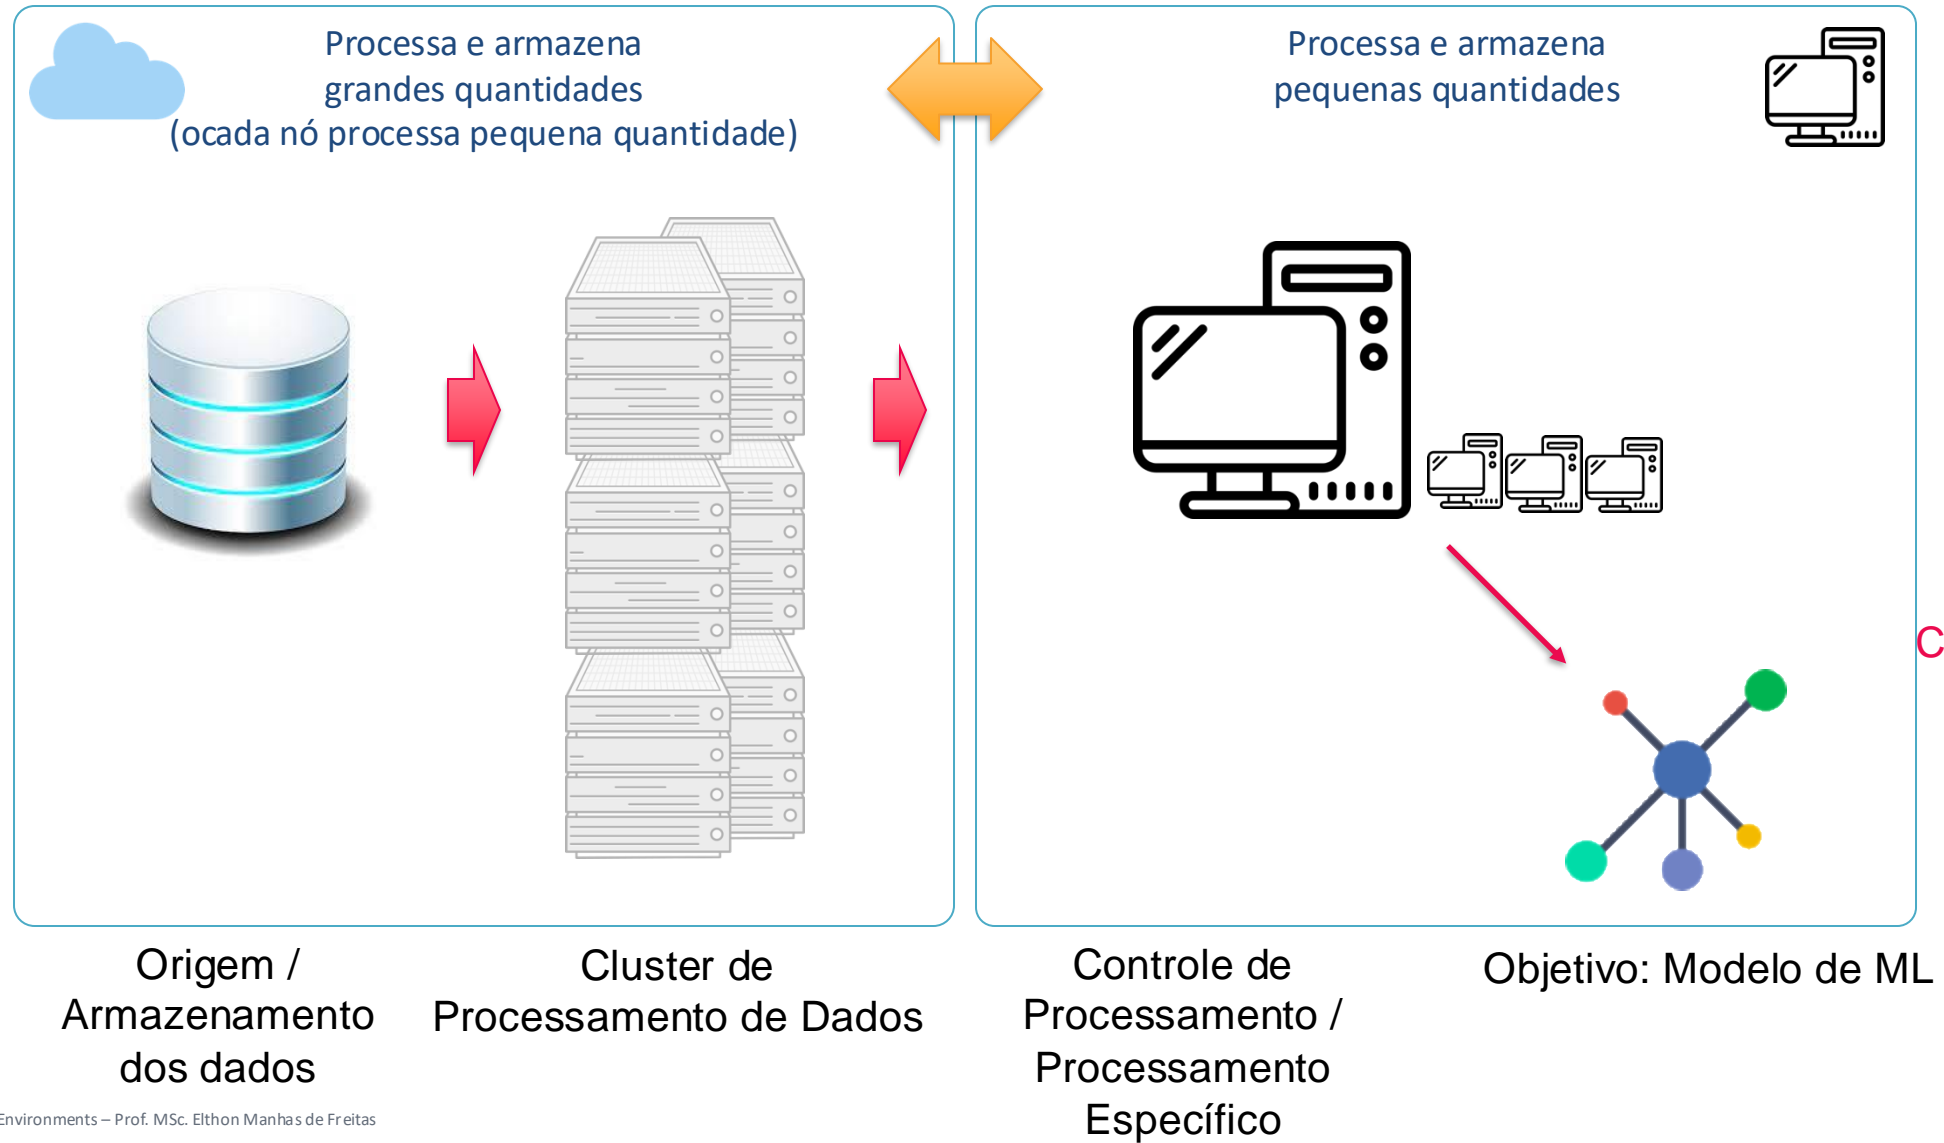 Processa e armazena
grandes quantidades
(ocada nó processa pequena quantidade)
Processa e armazena
pequenas quantidades
C
Origem /
Armazenamento
dos dados
Cluster de
Processamento de Dados
Controle de
Processamento /
Processamento
Específico
Objetivo: Modelo de ML
Environments – Prof. MSc. Elthon Manhas de Freitas